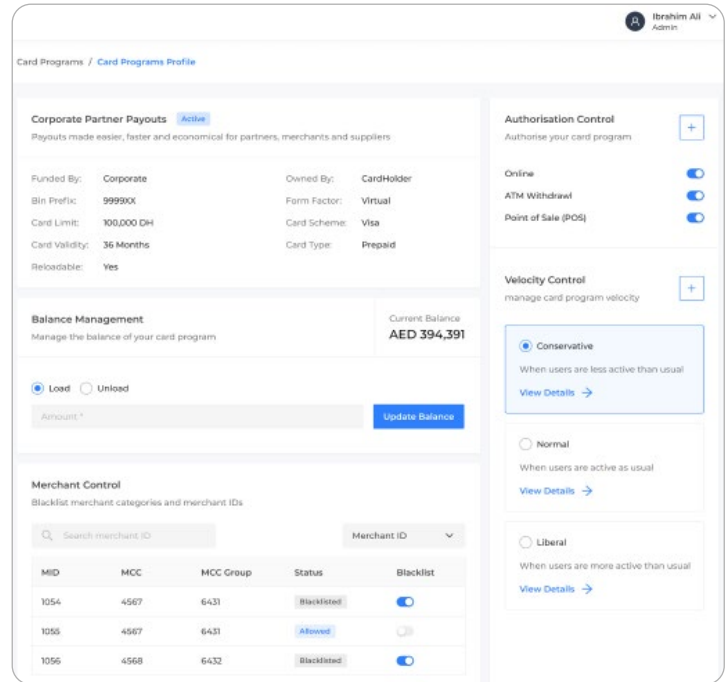 Ibrahim Ali
Admin
Card Programs / Card Programs Profile
Corporate Partner Payouts Active
Payouts made easier, faster and economical for partners, merchants and suppliers
Funded By: Corporate Owned By: CardHolder
Bin Prefix: 9999XX Form Factor: Virtual
Card Limit: 100,000 DH Card Scheme: Visa
Card Validity: 36 Months Card Type: Prepaid
Reloadable: Yes
Balance Management
Manage the balance of your card program
Current Balance
AED 394,391
Load Unload
Amount *
Update Balance
Merchant Control
Blacklist merchant categories and merchant IDs
Search merchant ID
Merchant ID
MID MCC MCC Group Status Blacklist
1054 4567 6431 Blacklisted
1055 4567 6431 Allowed
1056 4568 6432 Blacklisted
Authorisation Control
Authorise your card program
Online
ATM Withdrawl
Point of Sale (POS)
Velocity Control
manage card program velocity
Conservative
When users are less active than usual
View Details →
Normal
When users are active as usual
View Details →
Liberal
When users are more active than usual
View Details →